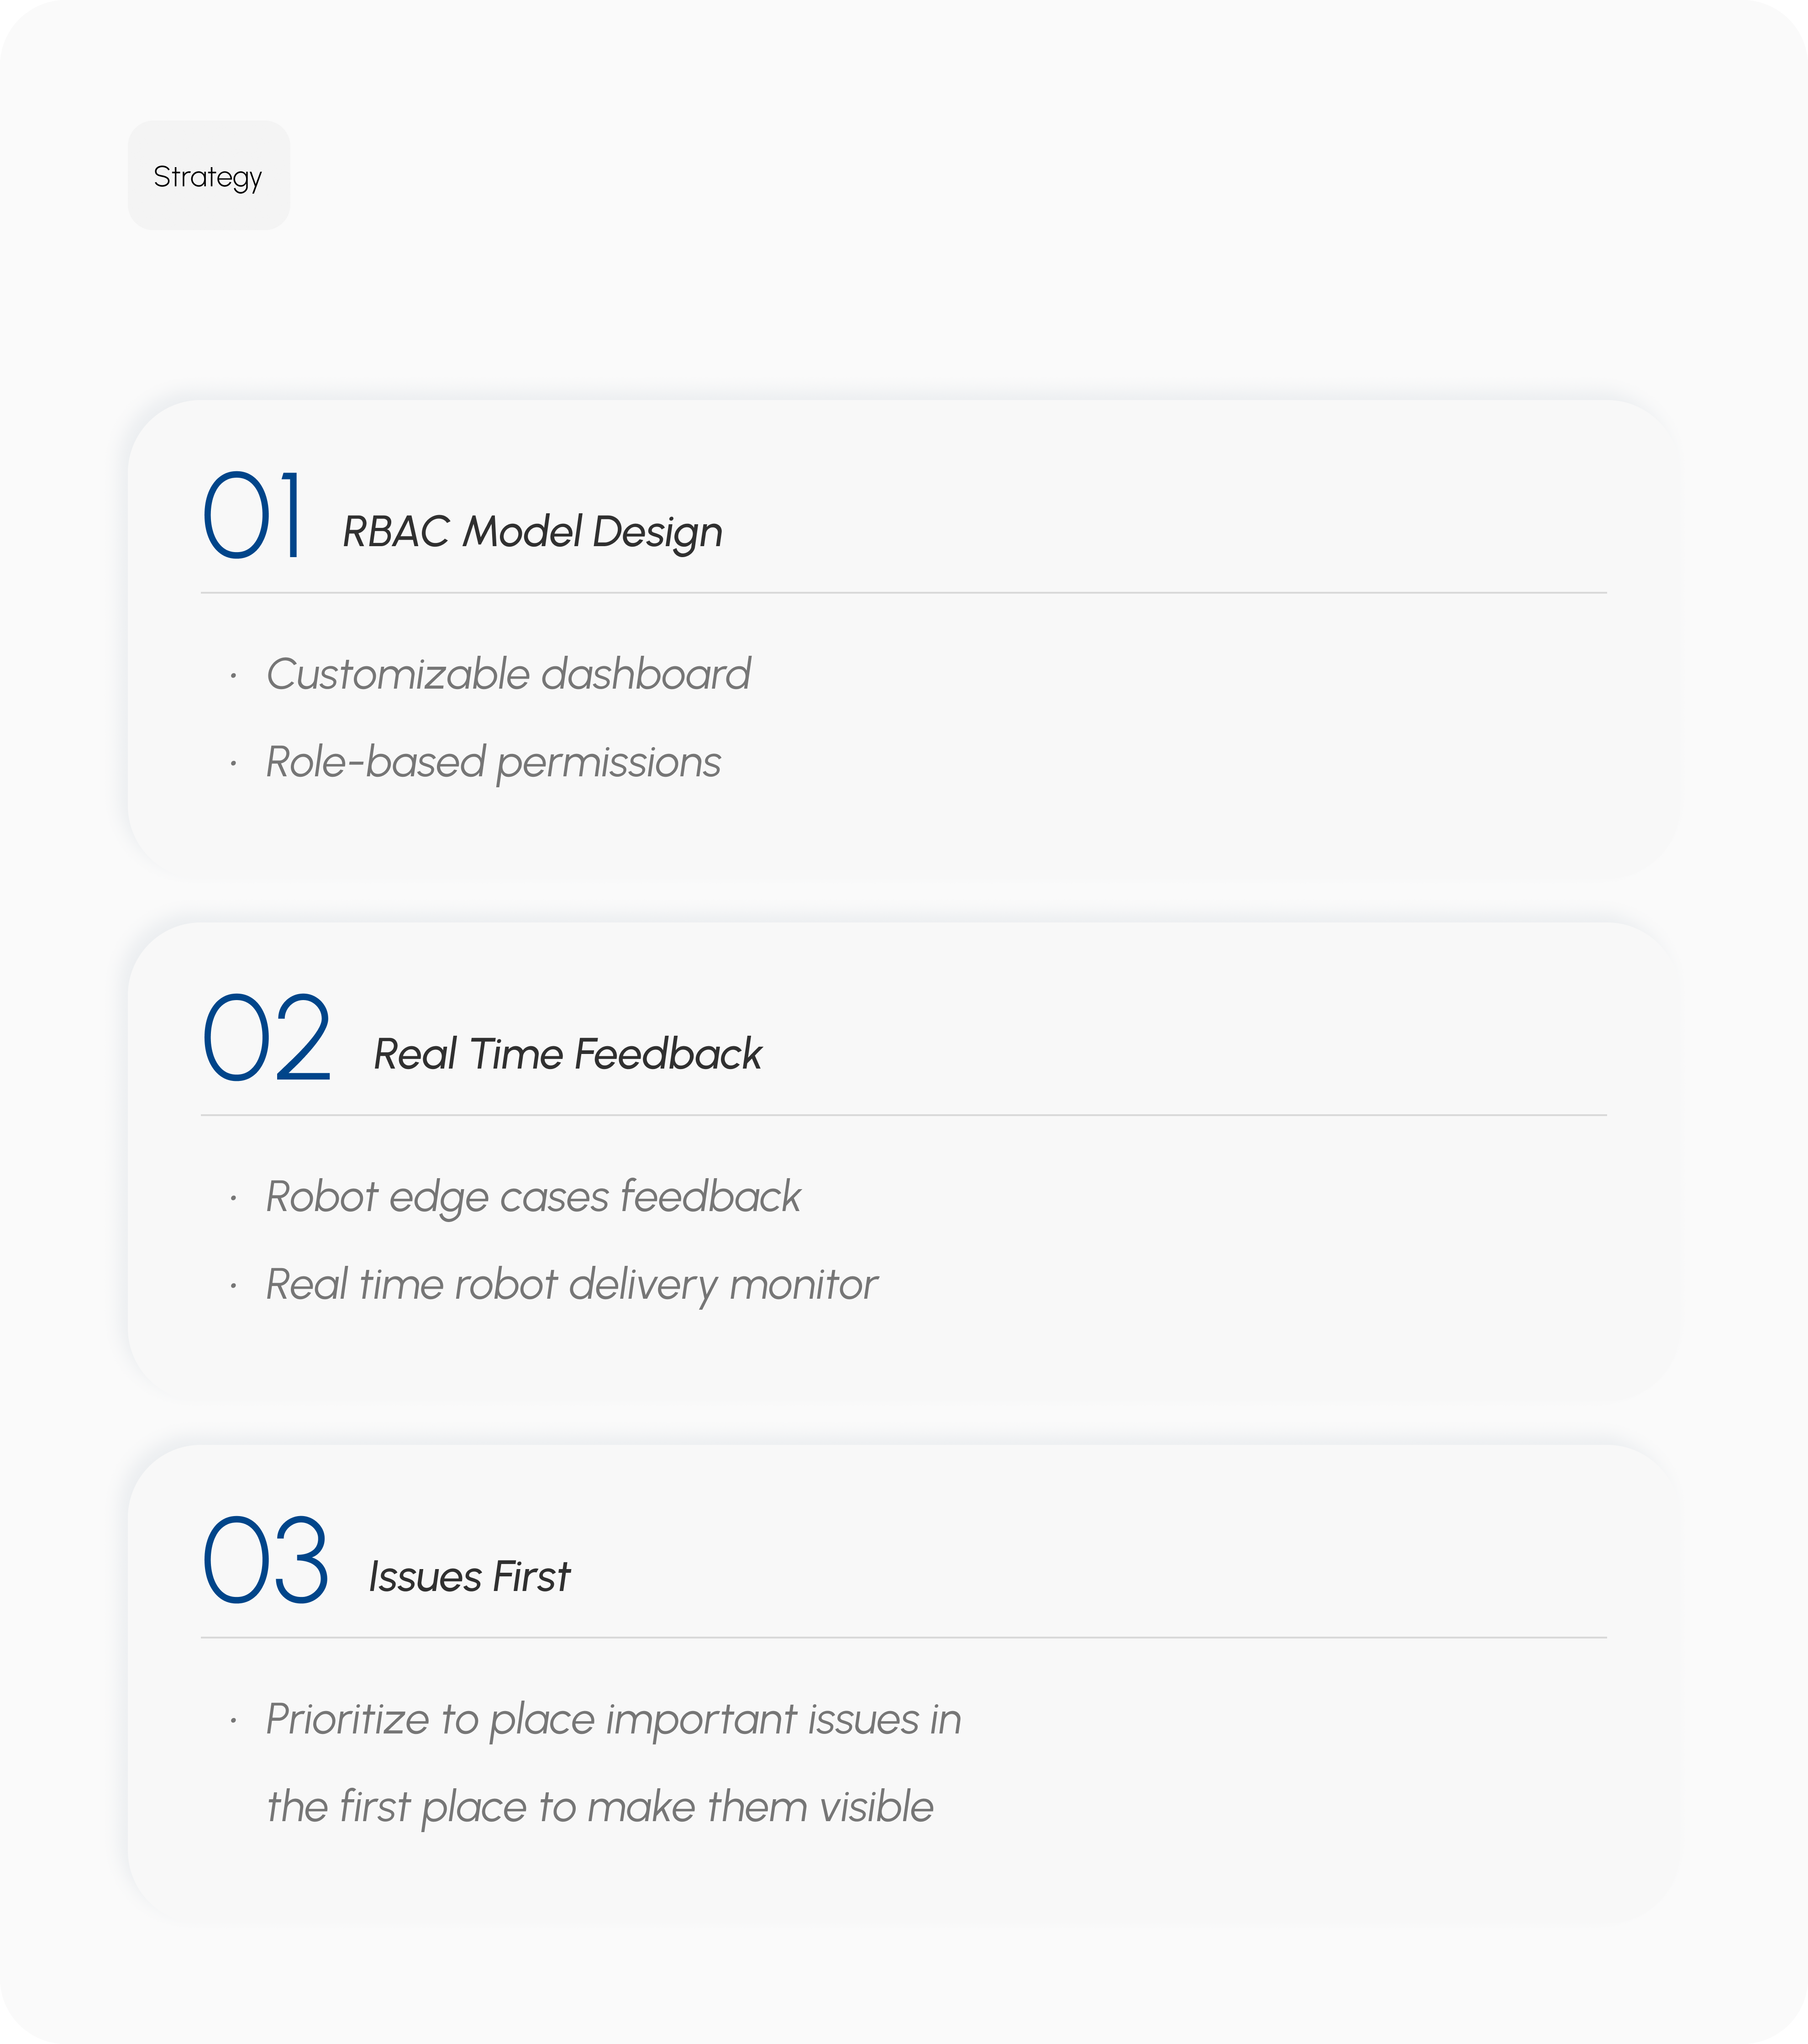 Strategy
01 RBAC Model Design
· Customizable dashboard
· Role-based permissions
02 Real Time Feedback
· Robot edge cases feedback
· Real time robot delivery monitor
03 Issues First
· Prioritize to place important issues in
the first place to make them visible